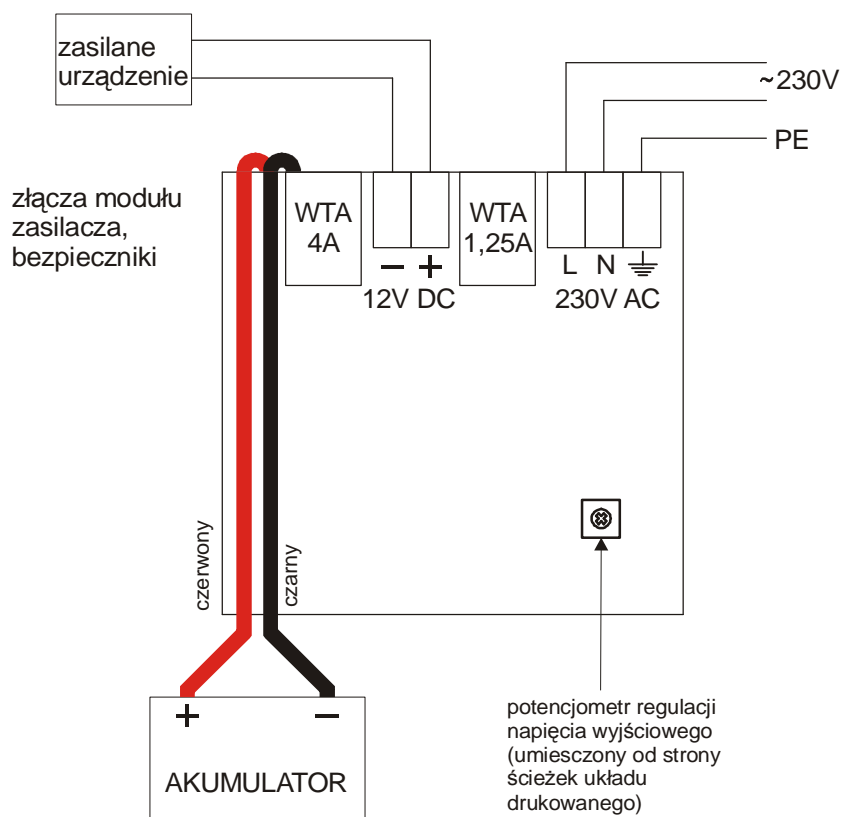 zasilane
urządzenie
~230V
PE
złącza modułu
zasilacza,
bezpieczniki
WTA
4A
WTA
1,25A
– +
12V DC
L N
230V AC
czerwony
czarny
+ –
AKUMULATOR
potencjometr regulacji
napięcia wyjściowego
(umiesczony od strony
ścieżek układu
drukowanego)